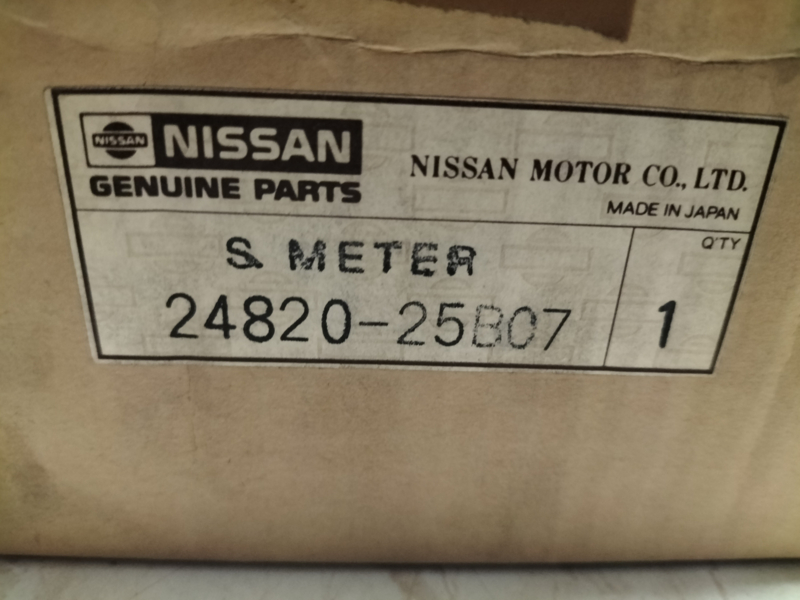 NISSAN
NISSAN
GENUINE PARTS
NISSAN MOTOR CO., LTD.
MADE IN JAPAN
S. METER
Q'TY
24820-25B07
1